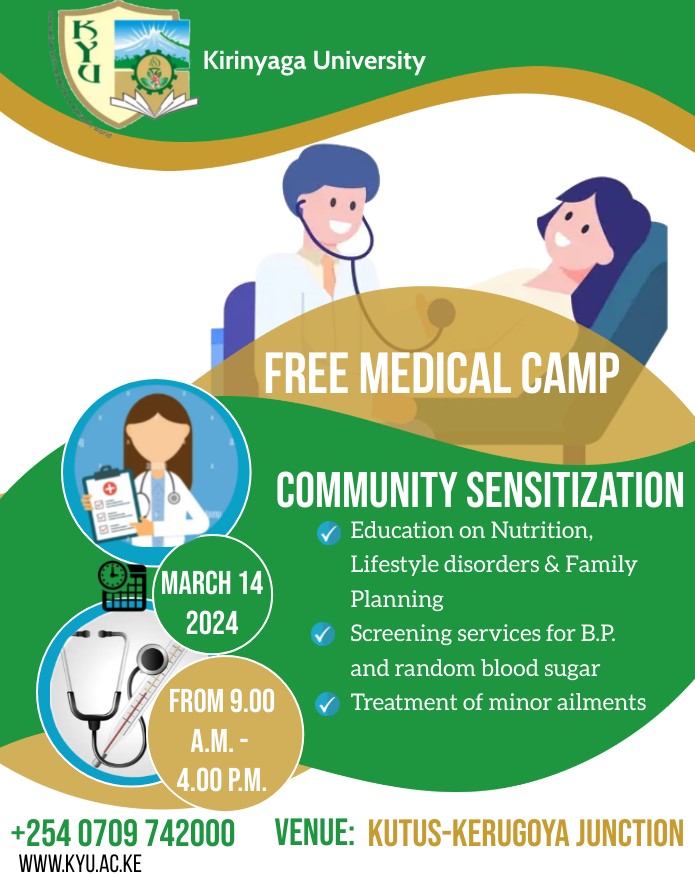 KYU
Kirinyaga University
FREE MEDICAL CAMP
COMMUNITY SENSITIZATION
Education on Nutrition,
Lifestyle disorders & Family
Planning
Screening services for B.P.
and random blood sugar
Treatment of minor ailments
MARCH 14
2024
FROM 9.00
A.M. -
4.00 P.M.
+254 0709 742000
WWW.KYU.AC.KE
VENUE: KUTUS-KERUGOYA JUNCTION